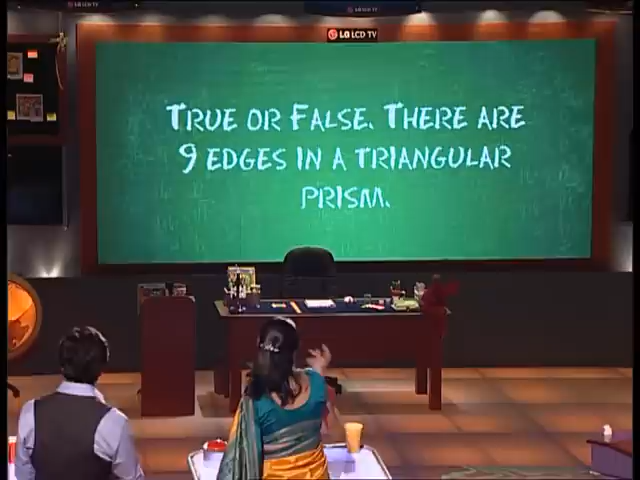 LG LCD TV
TRUE OR FALSE. THERE ARE
9 EDGES IN A TRIANGULAR
PRISM.